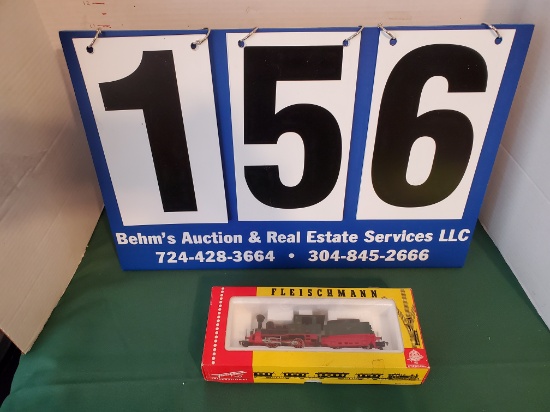 156
Behm's Auction & Real Estate Services LLC
724-428-3664 • 304-845-2666
FLEISCHMANN